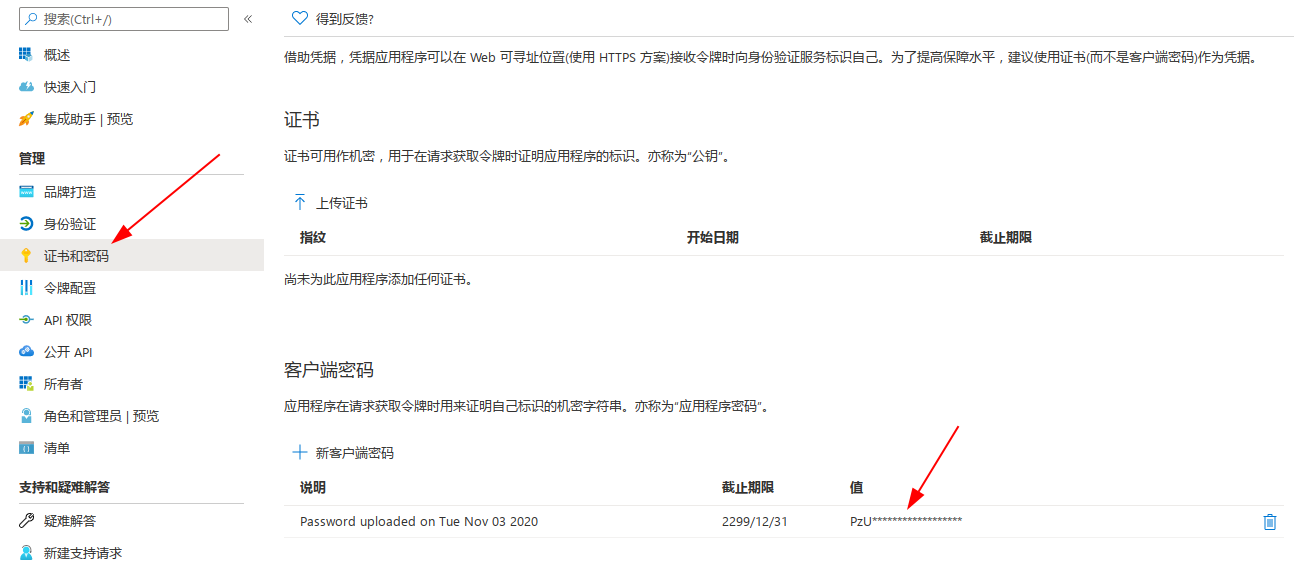 搜索(Ctrl+/)
«
概述
快速入门
集成助手 | 预览
管理
品牌打造
身份验证
证书和密码
令牌配置
API 权限
公开 API
所有者
角色和管理员 | 预览
清单
支持和疑难解答
疑难解答
新建支持请求
得到反馈?
借助凭据，凭据应用程序可以在 Web 可寻址位置(使用 HTTPS 方案)接收令牌时向身份验证服务标识自己。为了提高保障水平，建议使用证书(而不是客户端密码)作为凭据。
证书
证书可用作机密，用于在请求获取令牌时证明应用程序的标识。亦称为“公钥”。
上传证书
指纹 开始日期 截止期限
尚未为此应用程序添加任何证书。
客户端密码
应用程序在请求获取令牌时用来证明自己标识的机密字符串。亦称为“应用程序密码”。
新客户端密码
说明 截止期限 值
Password uploaded on Tue Nov 03 2020 2299/12/31 PzU******************